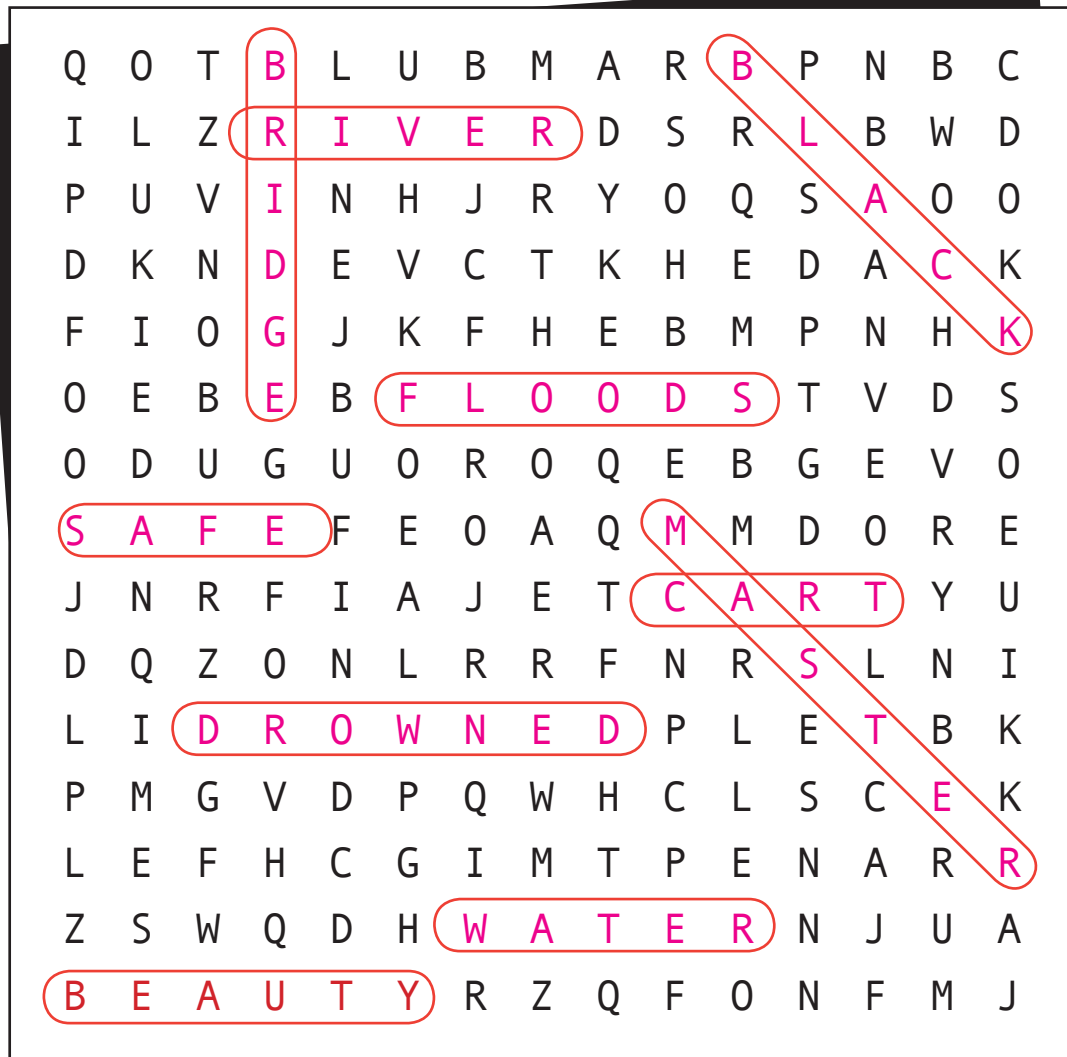 Q O T B L U B M A R B P N B C
I L Z R I V E R D S R L B W D
P U V I N H J R Y O Q S A O O
D K N D E V C T K H E D A C K
F I O G J K F H E B M P N H K
O E B E B F L O O D S T V D S
O D U G U O R O Q E B G E V O
S A F E F E O A Q M M D O R E
J N R F I A J E T C A R T Y U
D Q Z O N L R R F N R S L N I
L I D R O W N E D P L E T B K
P M G V D P Q W H C L S C E K
L E F H C G I M T P E N A R R
Z S W Q D H W A T E R N J U A
B E A U T Y R Z Q F O N F M J